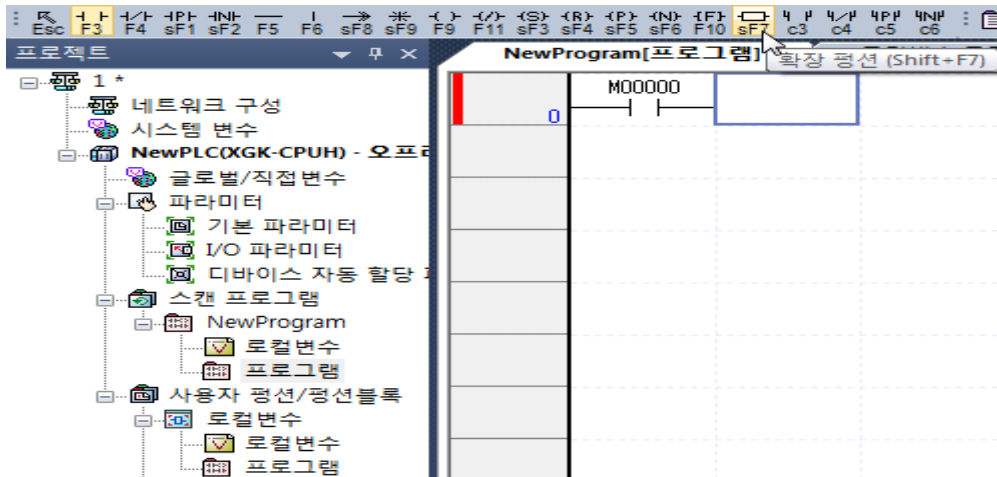 Esc F3 F4 sF1 sF2 F5 F6 sF8 sF9 F9 F11 sF3 sF4 sF5 sF6 F10 sF7 c3 c4 c5 c6
프로젝트
NewProgram[프로그램]
확장 펑션 (Shift+F7)
1 *
네트워크 구성
시스템 변수
NewPLC(XGK-CPUH) - 오프
글로벌/직접변수
파라미터
기본 파라미터
I/O 파라미터
디바이스 자동 할당
스캔 프로그램
NewProgram
로컬변수
프로그램
사용자 펑션/펑션블록
로컬변수
로컬변수
프로그램
M00000
0